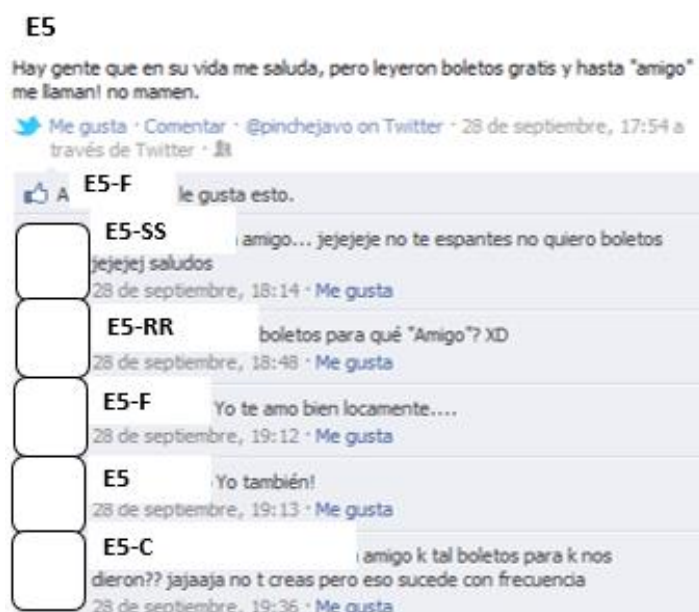 E5
Hay gente que en su vida me saluda, pero leyeron boletos gratis y hasta "amigo"
me llaman! no mamen.
Me gusta · Comentar · @pinchejavo on Twitter · 28 de septiembre, 17:54 a
través de Twitter ·
A E5-F le gusta esto.
E5-SS amigo... jejejeje no te espantes no quiero boletos
jejejej saludos
28 de septiembre, 18:14 · Me gusta
E5-RR boletos para qué "Amigo"? XD
28 de septiembre, 18:48 · Me gusta
E5-F Yo te amo bien locamente....
28 de septiembre, 19:12 · Me gusta
E5 Yo también!
28 de septiembre, 19:13 · Me gusta
E5-C amigo k tal boletos para k nos
dieron?? jajaaja no t creas pero eso sucede con frecuencia
28 de septiembre, 19:36 · Me gusta